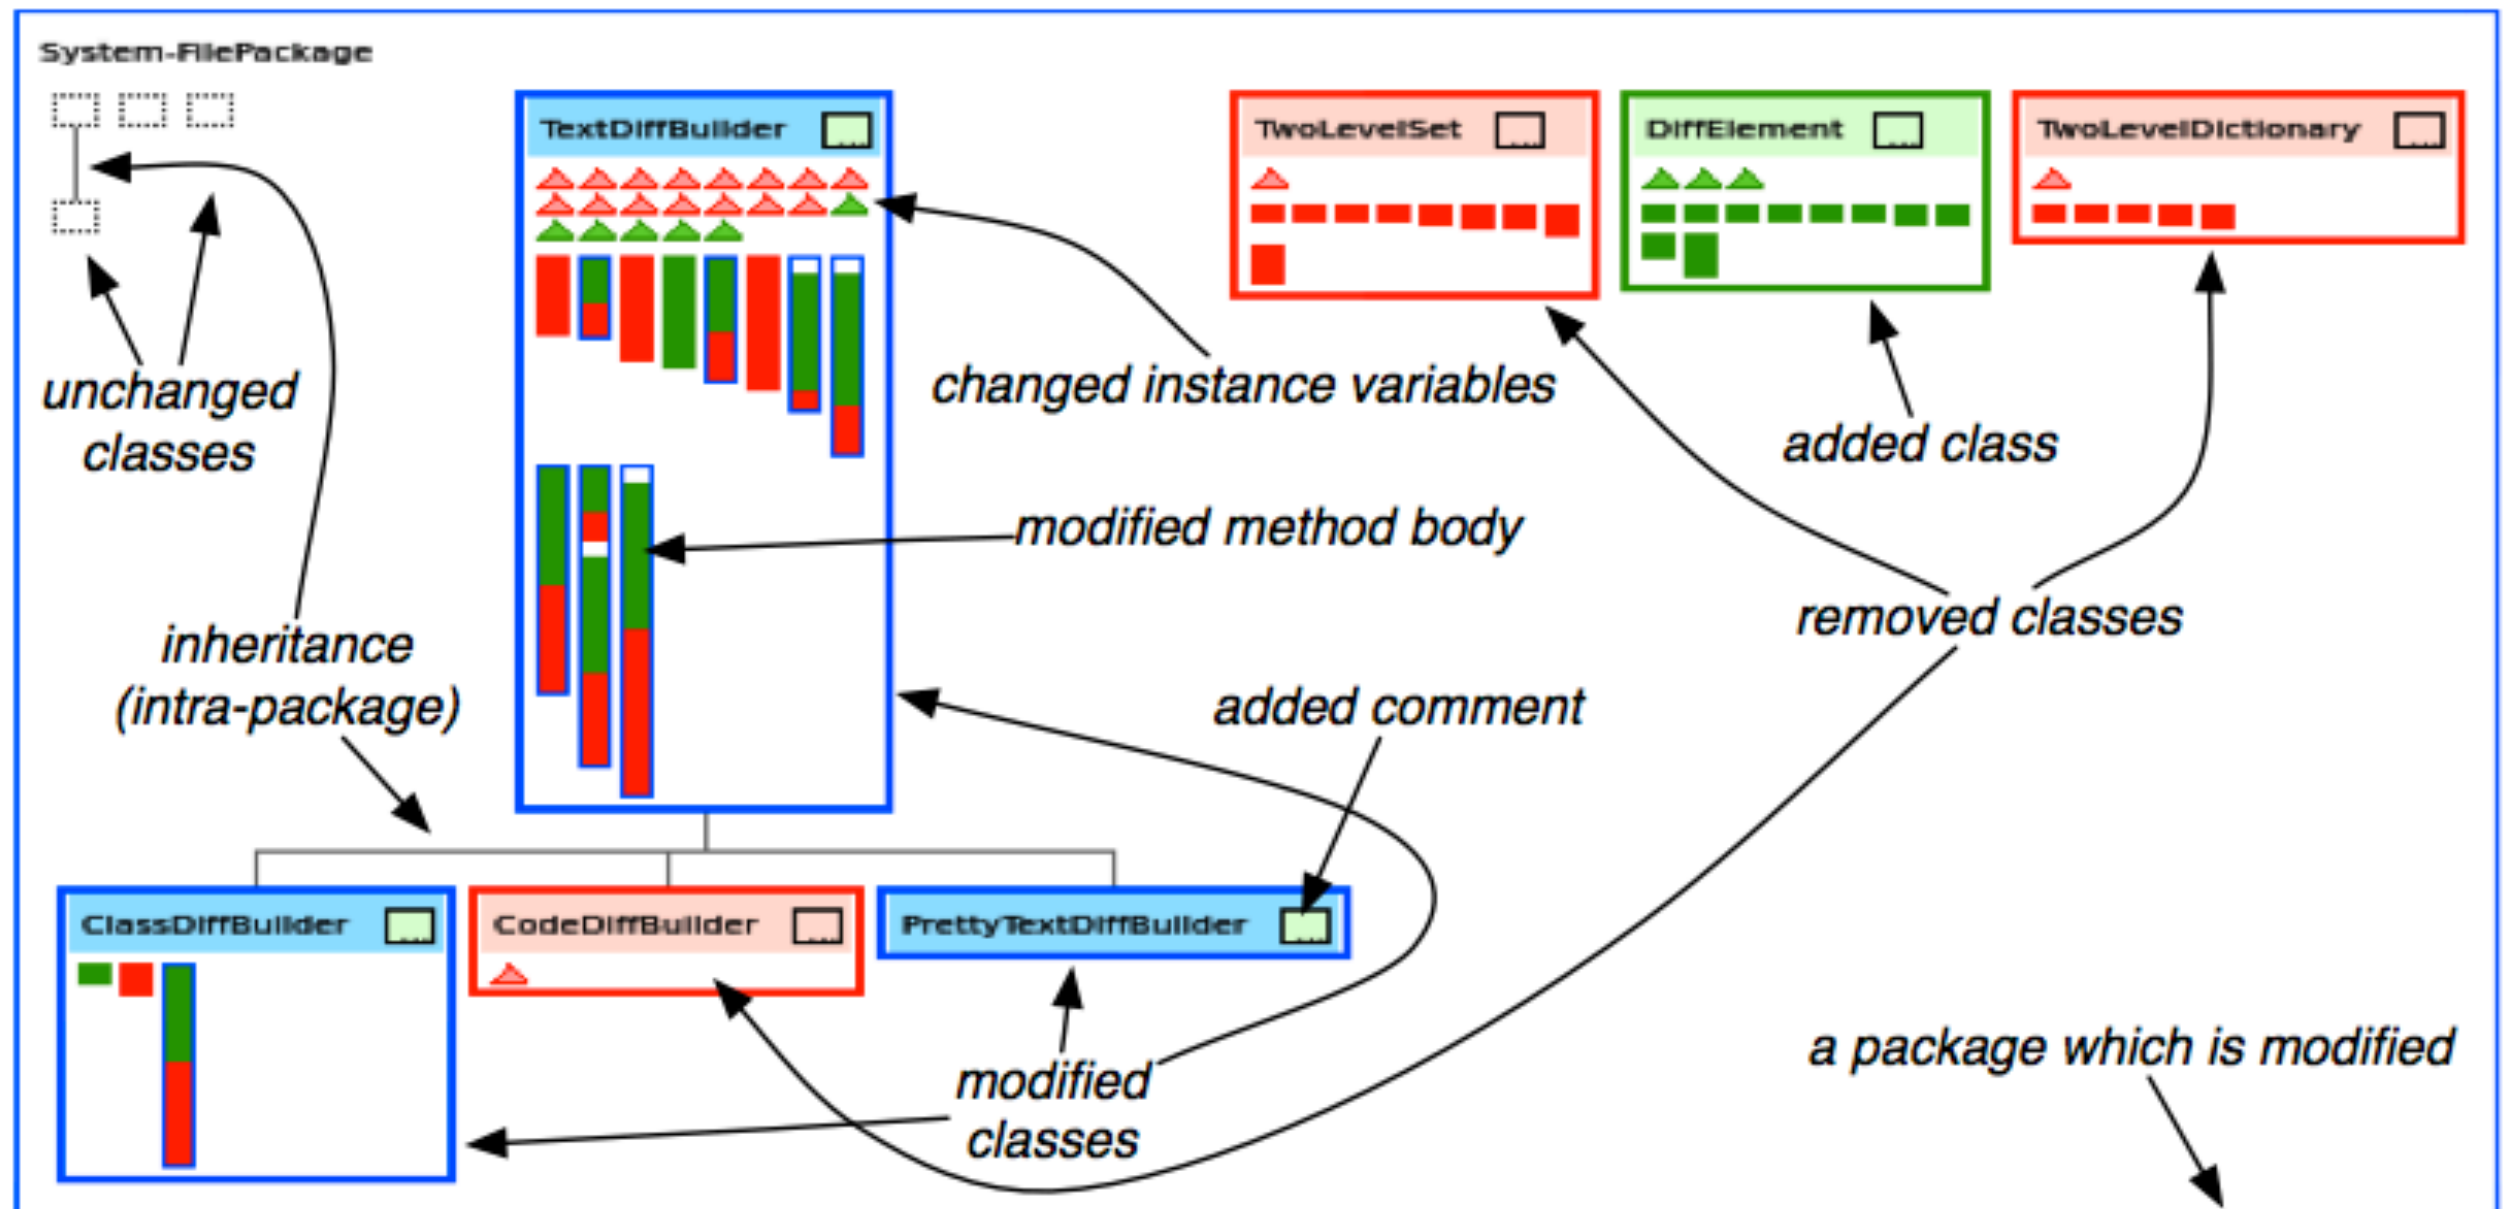 System-FilePackage
TextDiffBuilder
TwoLevelSet
DiffElement
TwoLevelDictionary
unchanged
classes
changed instance variables
added class
modified method body
removed classes
inheritance
(intra-package)
added comment
ClassDiffBuilder
CodeDiffBuilder
PrettyTextDiffBuilder
modified
classes
a package which is modified